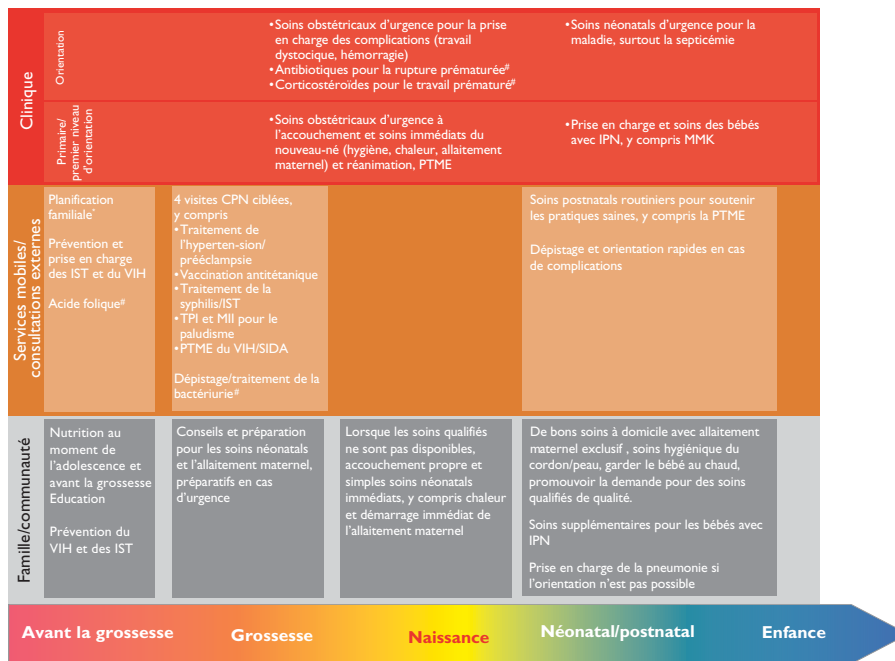 Clinique
Orientation
•Soins obstétricaux d'urgence pour la prise
en charge des complications (travail
dystocique, hémorragie)
•Antibiotiques pour la rupture prématurée#
•Corticostéroïdes pour le travail prématuré#
•Soins néonatals d'urgence pour la
maladie, surtout la septicémie
Primaire/
premier niveau
d'orientation
•Soins obstétricaux d'urgence à
l'accouchement et soins immédiats du
nouveau-né (hygiène, chaleur, allaitement
maternel) et réanimation, PTME
•Prise en charge et soins des bébés
avec IPN, y compris MMK
Services mobiles/
consultations externes
Planification
familiale*
Prévention et
prise en charge
des IST et du VIH
Acide folique#
4 visites CPN ciblées,
y compris
•Traitement de
l'hyperten-sion/
prééclampsie
•Vaccination antitétanique
•Traitement de la
syphilis/IST
•TPI et MII pour le
paludisme
•PTME du VIH/SIDA
Dépistage/traitement de la
bactériurie#
Soins postnatals routiniers pour soutenir
les pratiques saines, y compris la PTME
Dépistage et orientation rapides en cas
de complications
Famille/communauté
Nutrition au
moment de
l'adolescence et
avant la grossesse
Education
Prévention du
VIH et des IST
Conseils et préparation
pour les soins néonatals
et l'allaitement maternel,
préparatifs en cas
d'urgence
Lorsque les soins qualifiés
ne sont pas disponibles,
accouchement propre et
simples soins néonatals
immédiats, y compris chaleur
et démarrage immédiat de
l'allaitement maternel
De bons soins à domicile avec allaitement
maternel exclusif , soins hygiénique du
cordon/peau, garder le bébé au chaud,
promouvoir la demande pour des soins
qualifiés de qualité.
Soins supplémentaires pour les bébés avec
IPN
Prise en charge de la pneumonie si
l'orientation n'est pas possible
Avant la grossesse
Grossesse
Naissance
Néonatal/postnatal
Enfance